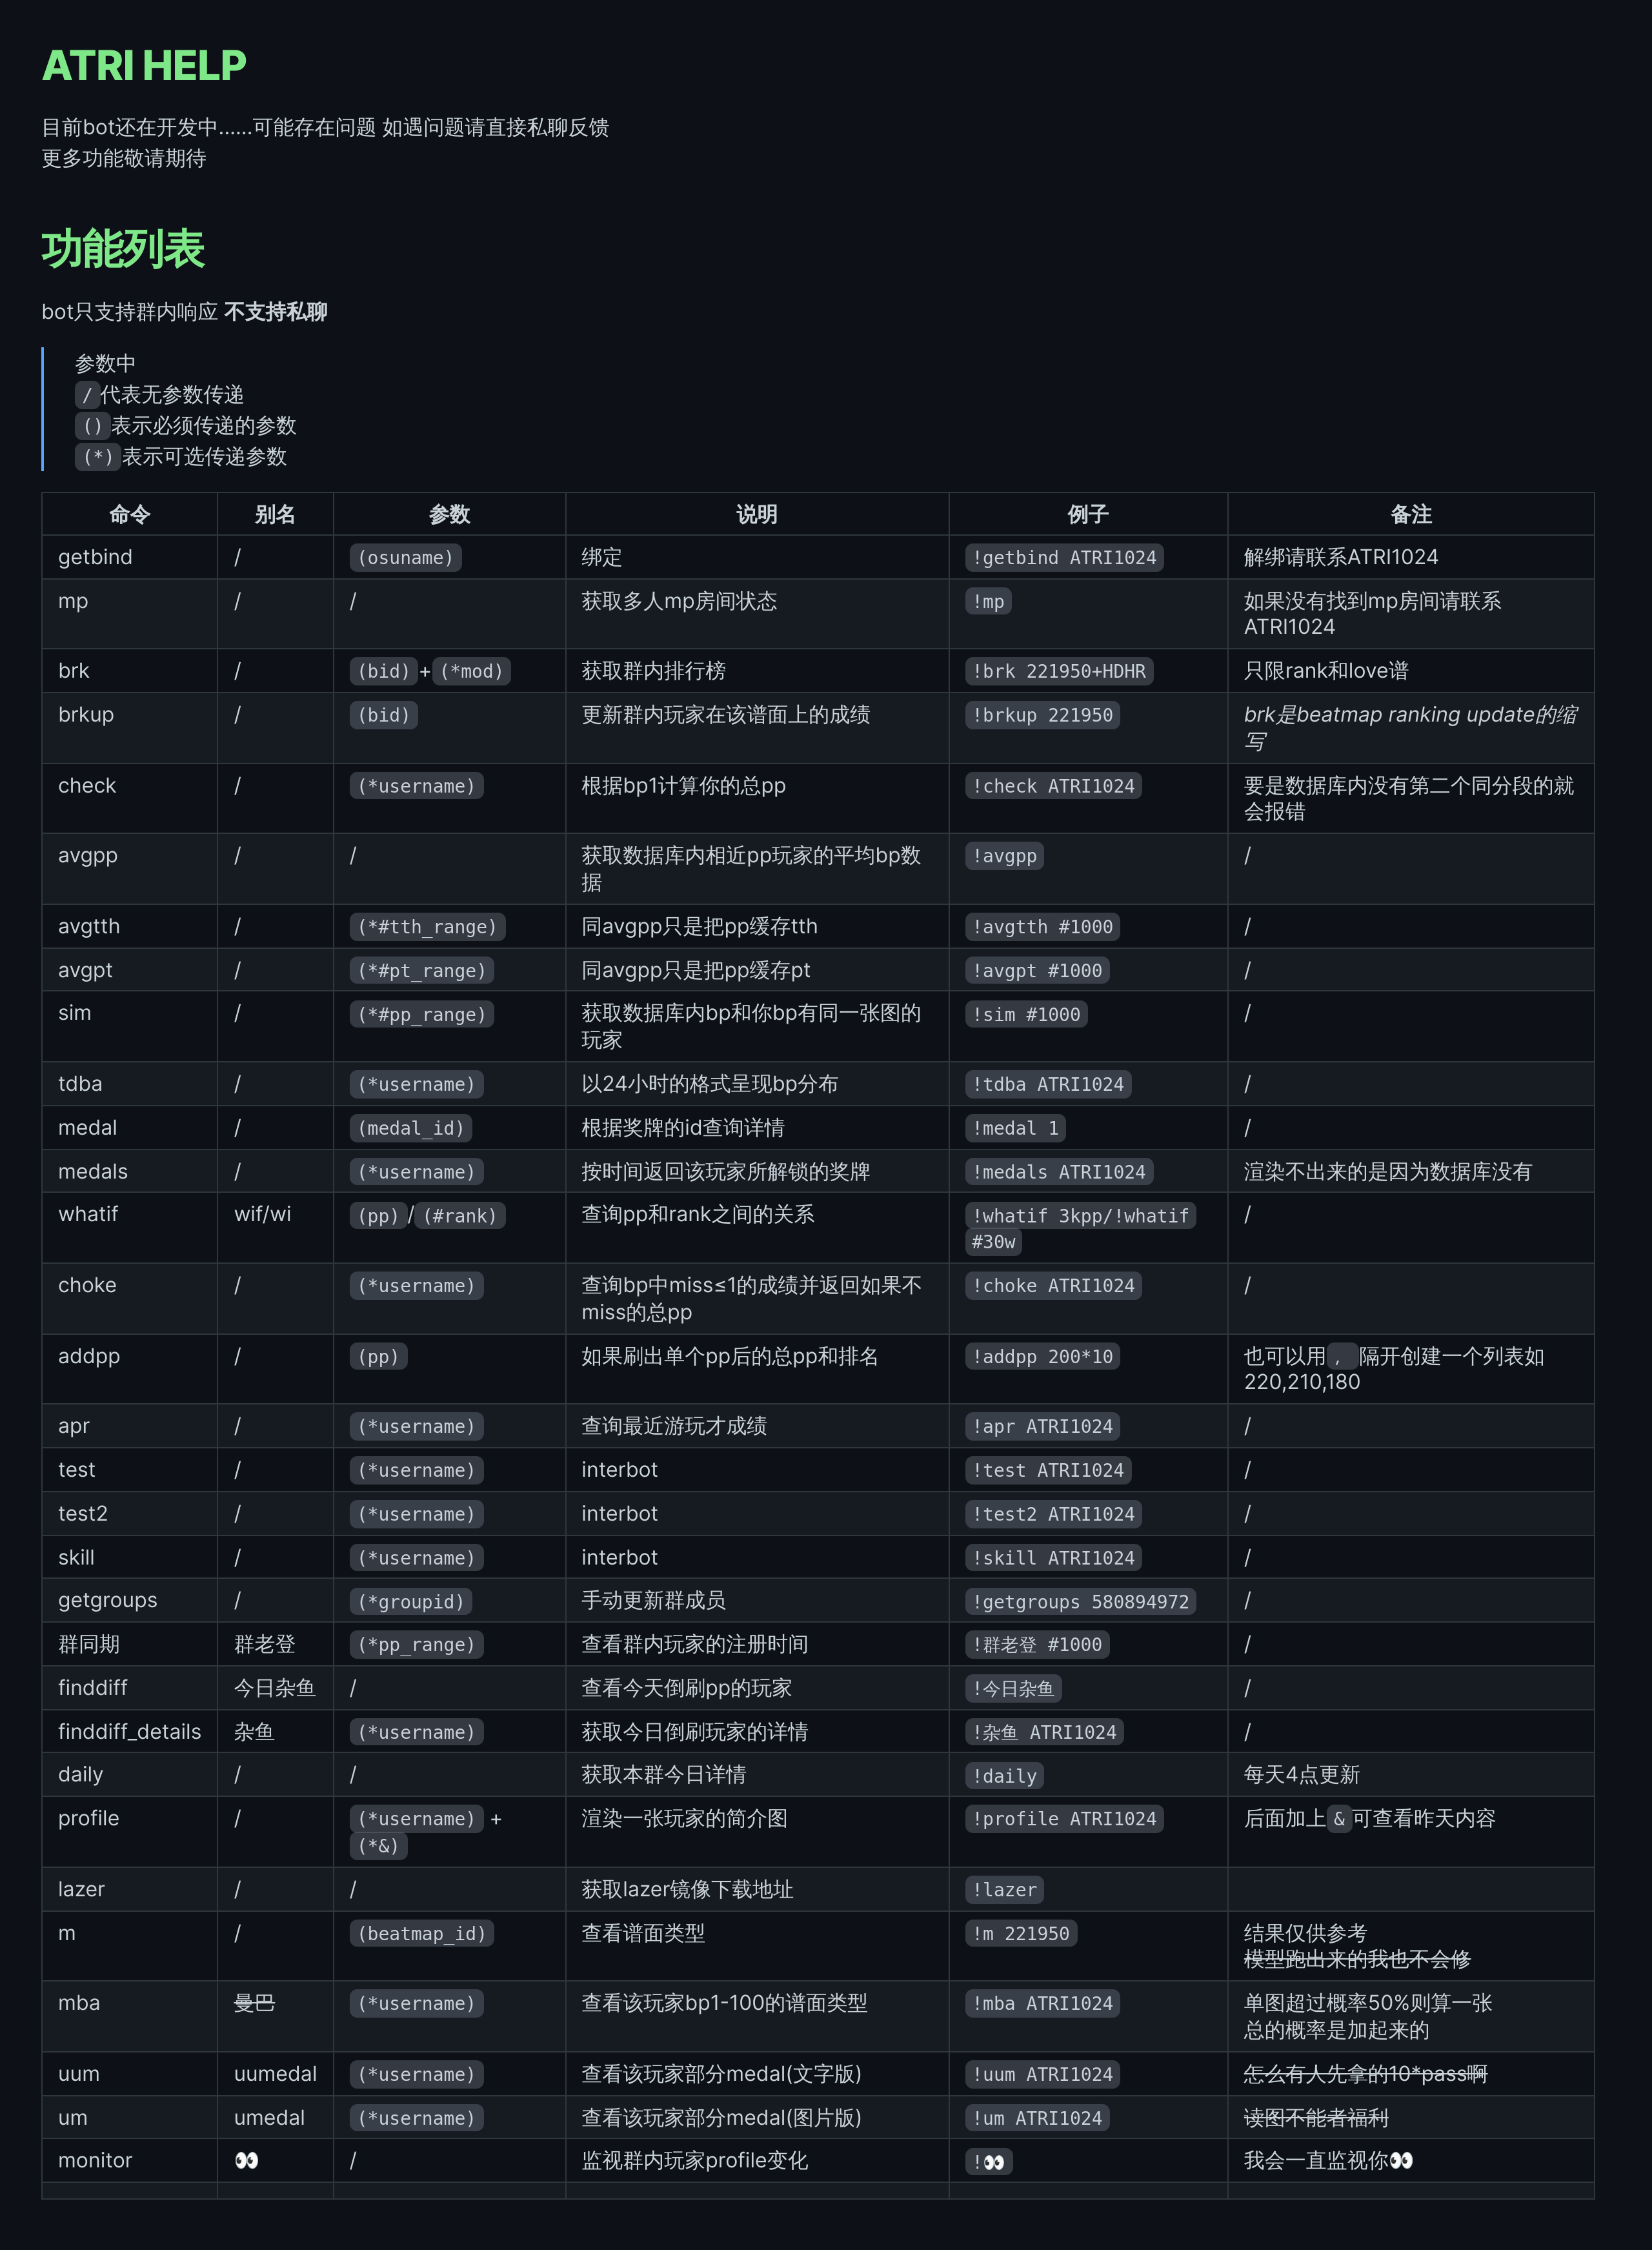 ATRI HELP
目前bot还在开发中......可能存在问题 如遇问题请直接私聊反馈
更多功能敬请期待
功能列表
bot只支持群内响应 不支持私聊
参数中
/ 代表无参数传递
() 表示必须传递的参数
(*) 表示可选传递参数
命令 别名 参数 说明 例子 备注
getbind / (osuname) 绑定 !getbind ATRI1024 解绑请联系ATRI1024
mp / / 获取多人mp房间状态 !mp 如果没有找到mp房间请联系
ATRI1024
brk / (bid)+(*mod) 获取群内排行榜 !brk 221950+HDHR 只限rank和love谱
brkup / (bid) 更新群内玩家在该谱面上的成绩 !brkup 221950 brk是beatmap ranking update的缩
写
check / (*username) 根据bp1计算你的总pp !check ATRI1024 要是数据库内没有第二个同分段的就
会报错
avgpp / / 获取数据库内相近pp玩家的平均bp数 !avgpp /
据
avgtth / (*#tth_range) 同avgpp只是把pp缓存tth !avgtth #1000 /
avgpt / (*#pt_range) 同avgpp只是把pp缓存pt !avgpt #1000 /
sim / (*#pp_range) 获取数据库内bp和你bp有同一张图的 !sim #1000 /
玩家
tdba / (*username) 以24小时的格式呈现bp分布 !tdba ATRI1024 /
medal / (medal_id) 根据奖牌的id查询详情 !medal 1 /
medals / (*username) 按时间返回该玩家所解锁的奖牌 !medals ATRI1024 渲染不出来的是因为数据库没有
whatif wif/wi (pp)/(#rank) 查询pp和rank之间的关系 !whatif 3kpp/!whatif /
#30w
choke / (*username) 查询bp中miss≤1的成绩并返回如果不 !choke ATRI1024 /
miss的总pp
addpp / (pp) 如果刷出单个pp后的总pp和排名 !addpp 200*10 也可以用 , 隔开创建一个列表如
220,210,180
apr / (*username) 查询最近游玩才成绩 !apr ATRI1024 /
test / (*username) interbot !test ATRI1024 /
test2 / (*username) interbot !test2 ATRI1024 /
skill / (*username) interbot !skill ATRI1024 /
getgroups / (*groupid) 手动更新群成员 !getgroups 580894972 /
群同期 群老登 (*pp_range) 查看群内玩家的注册时间 !群老登 #1000 /
finddiff 今日杂鱼 / 查看今天倒刷pp的玩家 !今日杂鱼 /
finddiff_details 杂鱼 (*username) 获取今日倒刷玩家的详情 !杂鱼 ATRI1024 /
daily / / 获取本群今日详情 !daily 每天4点更新
profile / (*username) + 渲染一张玩家的简介图 !profile ATRI1024 后面加上 & 可查看昨天内容
(*&)
lazer / / 获取lazer镜像下载地址 !lazer
m / (beatmap_id) 查看谱面类型 !m 221950 结果仅供参考
模型跑出来的我也不会修
mba 曼巴 (*username) 查看该玩家bp1-100的谱面类型 !mba ATRI1024 单图超过概率50%则算一张
总的概率是加起来的
uum uumedal (*username) 查看该玩家部分medal(文字版) !uum ATRI1024 怎么有人先拿的10*pass啊
um umedal (*username) 查看该玩家部分medal(图片版) !um ATRI1024 读图不能者福利
monitor 👀 / 监视群内玩家profile变化 !👀 我会一直监视你👀